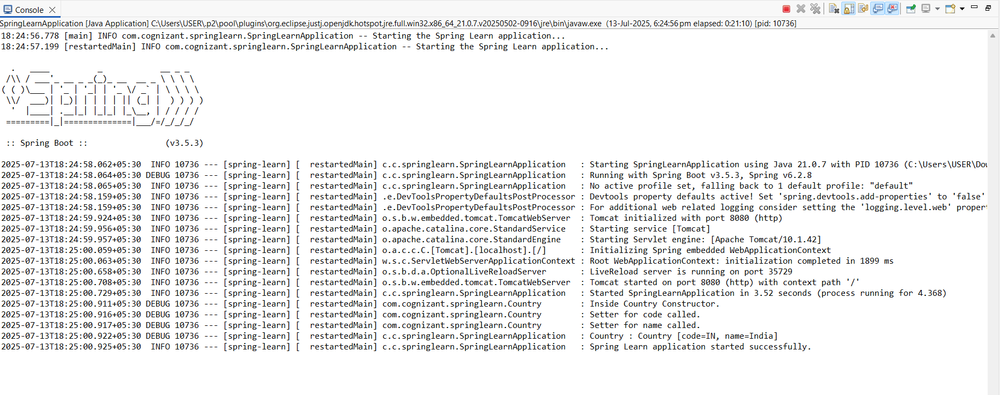 Console
SpringLearnApplication [Java Application] C:\Users\USER\.p2\pool\plugins\org.eclipse.justj.openjdk.hotspot.jre.full.win32.x86_64_21.0.7.v20250502-0916\jre\bin\javaw.exe  (13-Jul-2025, 6:24:56 pm elapsed: 0:21:10) [pid: 10736]
18:24:56.778 [main] INFO com.cognizant.springlearn.SpringLearnApplication -- Starting the Spring Learn application...
18:24:57.199 [restartedMain] INFO com.cognizant.springlearn.SpringLearnApplication -- Starting the Spring Learn application...
Spring
:: Spring Boot ::                (v3.5.3)
2025-07-13T18:24:58.062+05:30  INFO 10736 --- [spring-learn] [  restartedMain] c.c.springlearn.SpringLearnApplication   : Starting SpringLearnApplication using Java 21.0.7 with PID 10736 (C:\Users\USER\Dow
2025-07-13T18:24:58.064+05:30 DEBUG 10736 --- [spring-learn] [  restartedMain] c.c.springlearn.SpringLearnApplication   : Running with Spring Boot v3.5.3, Spring v6.2.8
2025-07-13T18:24:58.065+05:30  INFO 10736 --- [spring-learn] [  restartedMain] c.c.springlearn.SpringLearnApplication   : No active profile set, falling back to 1 default profile: "default"
2025-07-13T18:24:58.159+05:30  INFO 10736 --- [spring-learn] [  restartedMain] .e.DevToolsPropertyDefaultsPostProcessor : Devtools property defaults active! Set 'spring.devtools.add-properties' to 'false'
2025-07-13T18:24:58.159+05:30  INFO 10736 --- [spring-learn] [  restartedMain] .e.DevToolsPropertyDefaultsPostProcessor : For additional web related logging consider setting the 'logging.level.web' proper
2025-07-13T18:24:59.924+05:30  INFO 10736 --- [spring-learn] [  restartedMain] o.s.b.w.embedded.tomcat.TomcatWebServer  : Tomcat initialized with port 8080 (http)
2025-07-13T18:24:59.956+05:30  INFO 10736 --- [spring-learn] [  restartedMain] o.apache.catalina.core.StandardService   : Starting service [Tomcat]
2025-07-13T18:24:59.957+05:30  INFO 10736 --- [spring-learn] [  restartedMain] o.apache.catalina.core.StandardEngine    : Starting Servlet engine: [Apache Tomcat/10.1.42]
2025-07-13T18:25:00.059+05:30  INFO 10736 --- [spring-learn] [  restartedMain] o.a.c.c.C.[Tomcat].[localhost].[/]       : Initializing Spring embedded WebApplicationContext
2025-07-13T18:25:00.063+05:30  INFO 10736 --- [spring-learn] [  restartedMain] w.s.c.ServletWebServerApplicationContext : Root WebApplicationContext: initialization completed in 1899 ms
2025-07-13T18:25:00.658+05:30  INFO 10736 --- [spring-learn] [  restartedMain] o.s.b.d.a.OptionalLiveReloadServer       : LiveReload server is running on port 35729
2025-07-13T18:25:00.708+05:30  INFO 10736 --- [spring-learn] [  restartedMain] o.s.b.w.embedded.tomcat.TomcatWebServer  : Tomcat started on port 8080 (http) with context path '/'
2025-07-13T18:25:00.729+05:30  INFO 10736 --- [spring-learn] [  restartedMain] c.c.springlearn.SpringLearnApplication   : Started SpringLearnApplication in 3.52 seconds (process running for 4.368)
2025-07-13T18:25:00.911+05:30 DEBUG 10736 --- [spring-learn] [  restartedMain] com.cognizant.springlearn.Country        : Inside Country Constructor.
2025-07-13T18:25:00.916+05:30 DEBUG 10736 --- [spring-learn] [  restartedMain] com.cognizant.springlearn.Country        : Setter for code called.
2025-07-13T18:25:00.917+05:30 DEBUG 10736 --- [spring-learn] [  restartedMain] com.cognizant.springlearn.Country        : Setter for name called.
2025-07-13T18:25:00.922+05:30 DEBUG 10736 --- [spring-learn] [  restartedMain] c.c.springlearn.SpringLearnApplication   : Country : Country [code=IN, name=India]
2025-07-13T18:25:00.925+05:30  INFO 10736 --- [spring-learn] [  restartedMain] c.c.springlearn.SpringLearnApplication   : Spring Learn application started successfully.